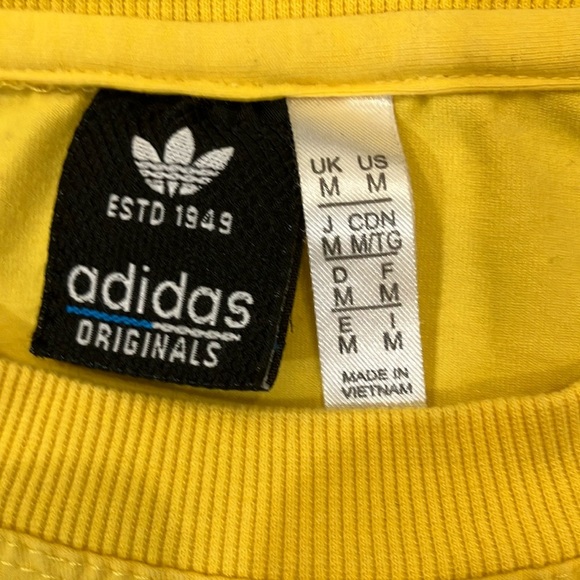 ESTD 1949
adidas
ORIGINALS
UK US
M M
J CDN
M M/TG
D F
M M
E I
M M
MADE IN
VIETNAM